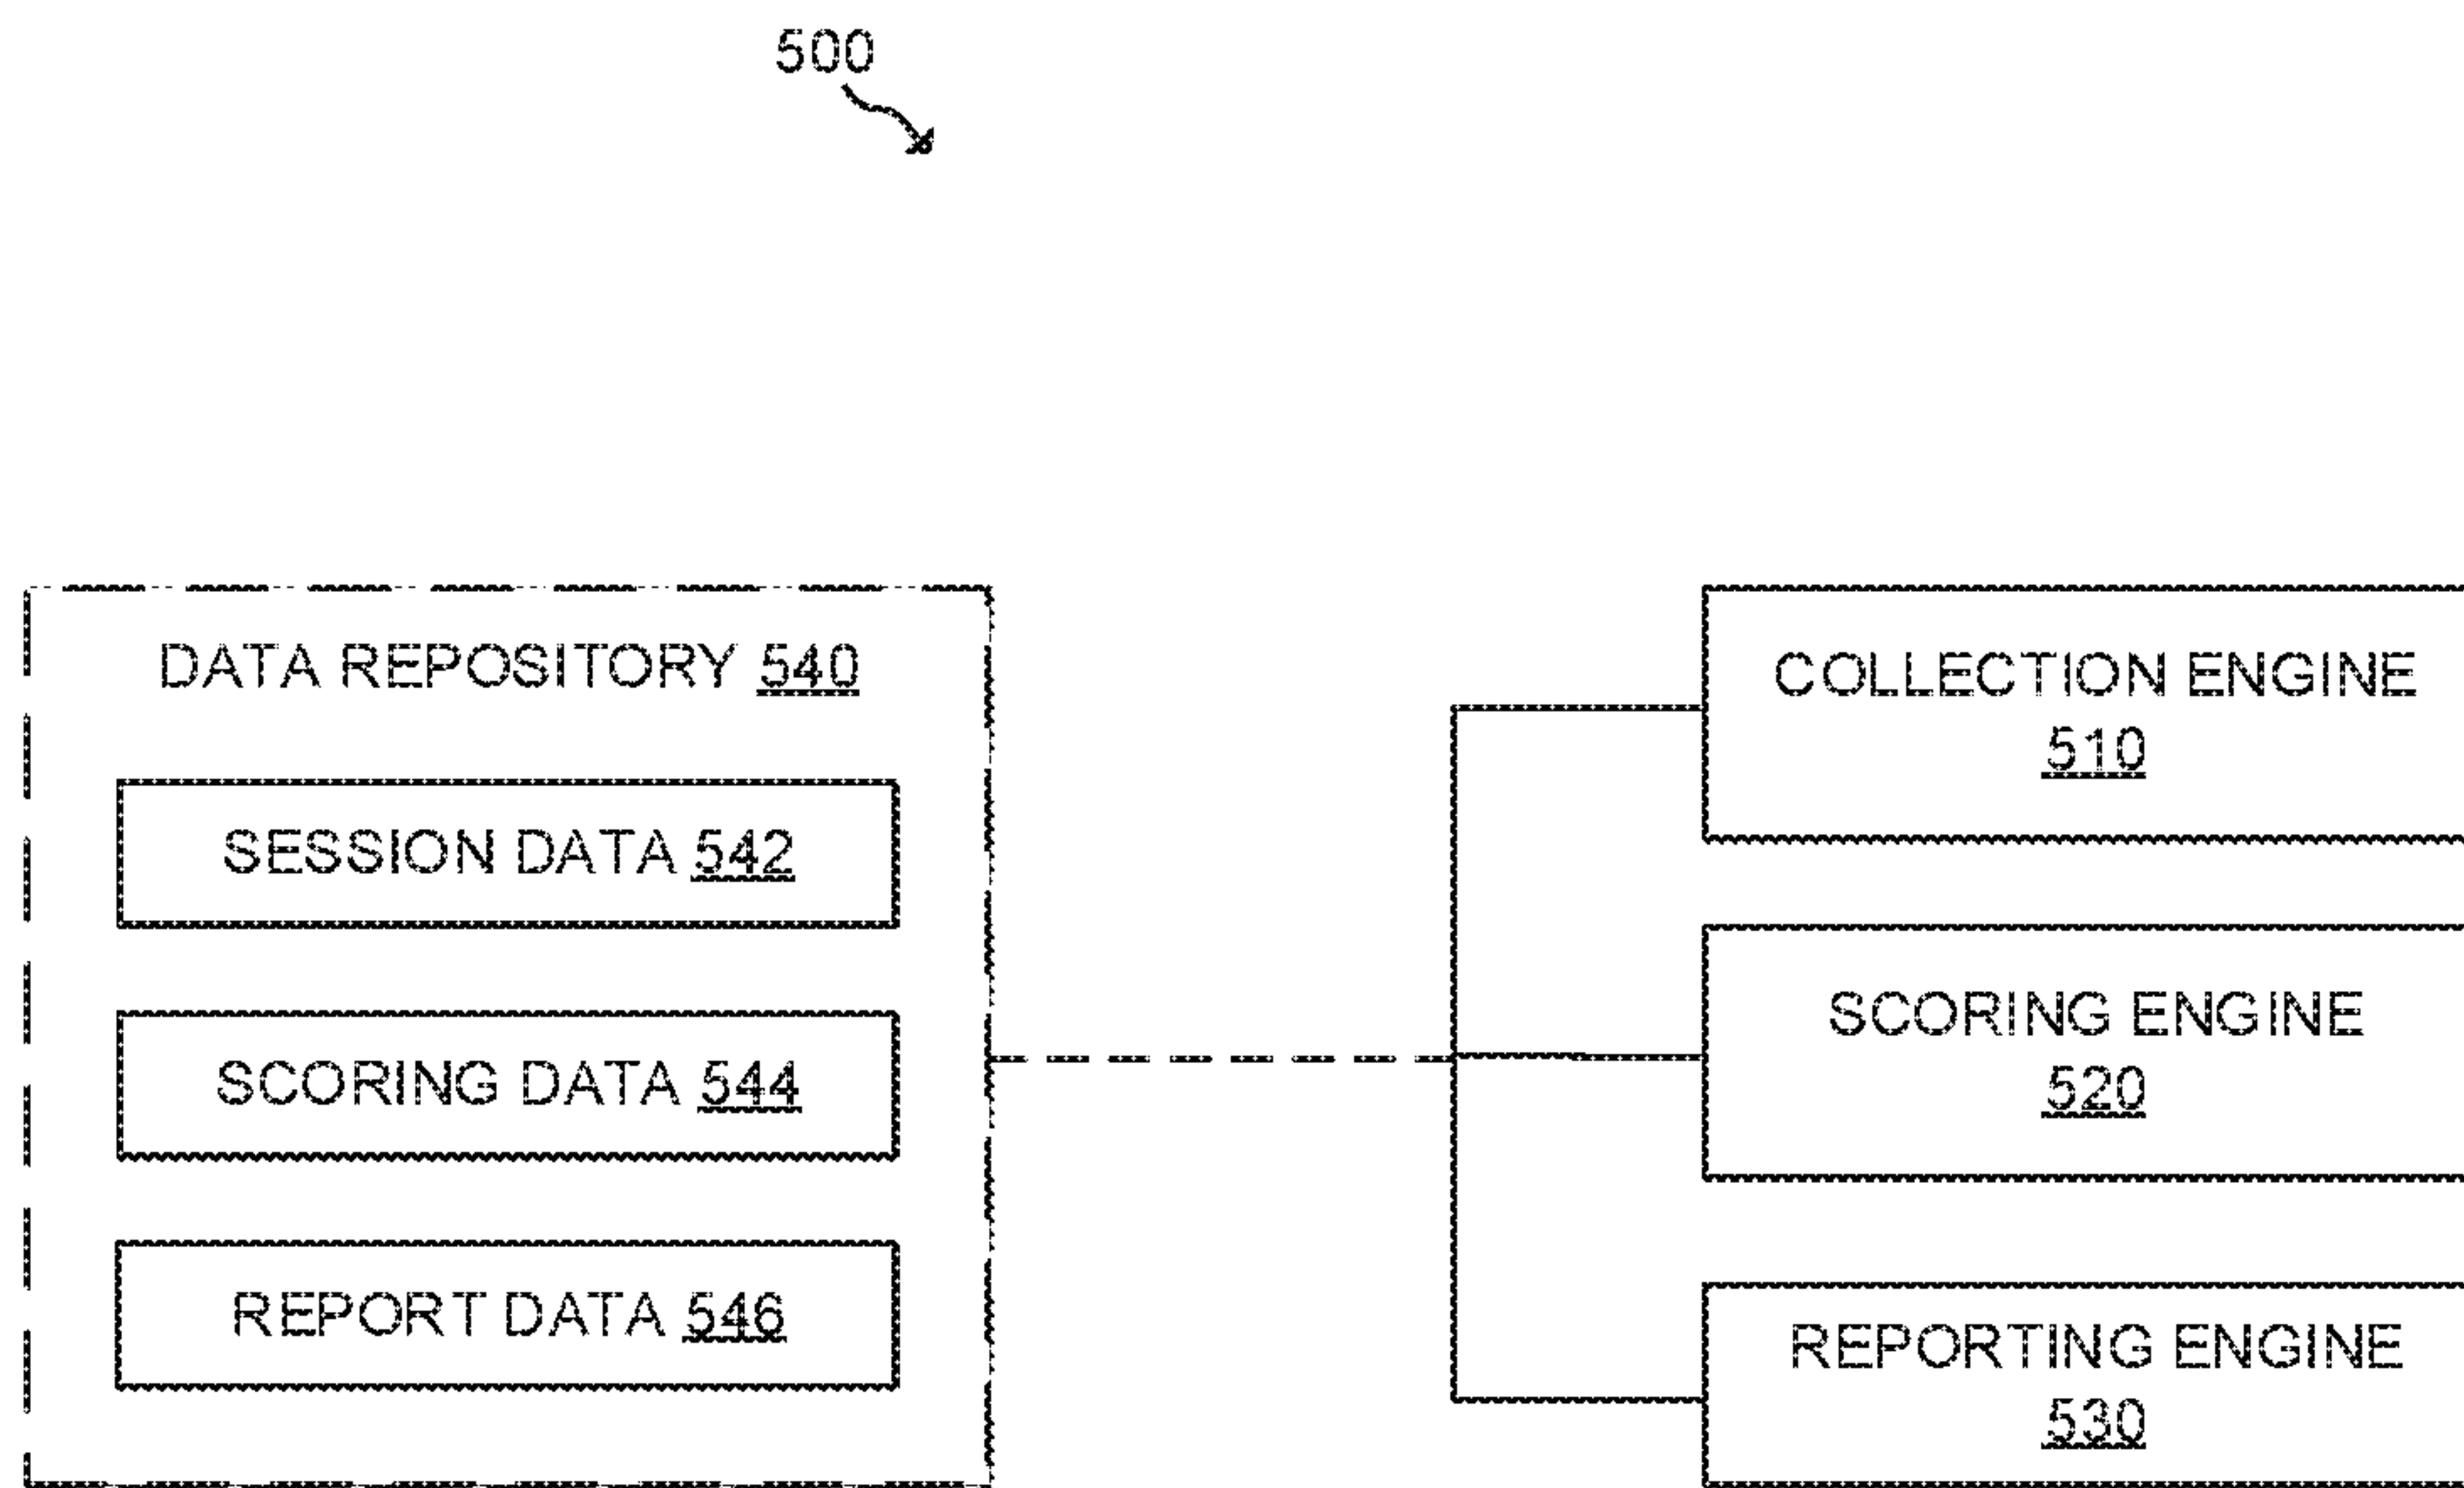 500
DATA REPOSITORY 540
SESSION DATA 542
SCORING DATA 544
REPORT DATA 546
COLLECTION ENGINE
510
SCORING ENGINE
520
REPORTING ENGINE
530